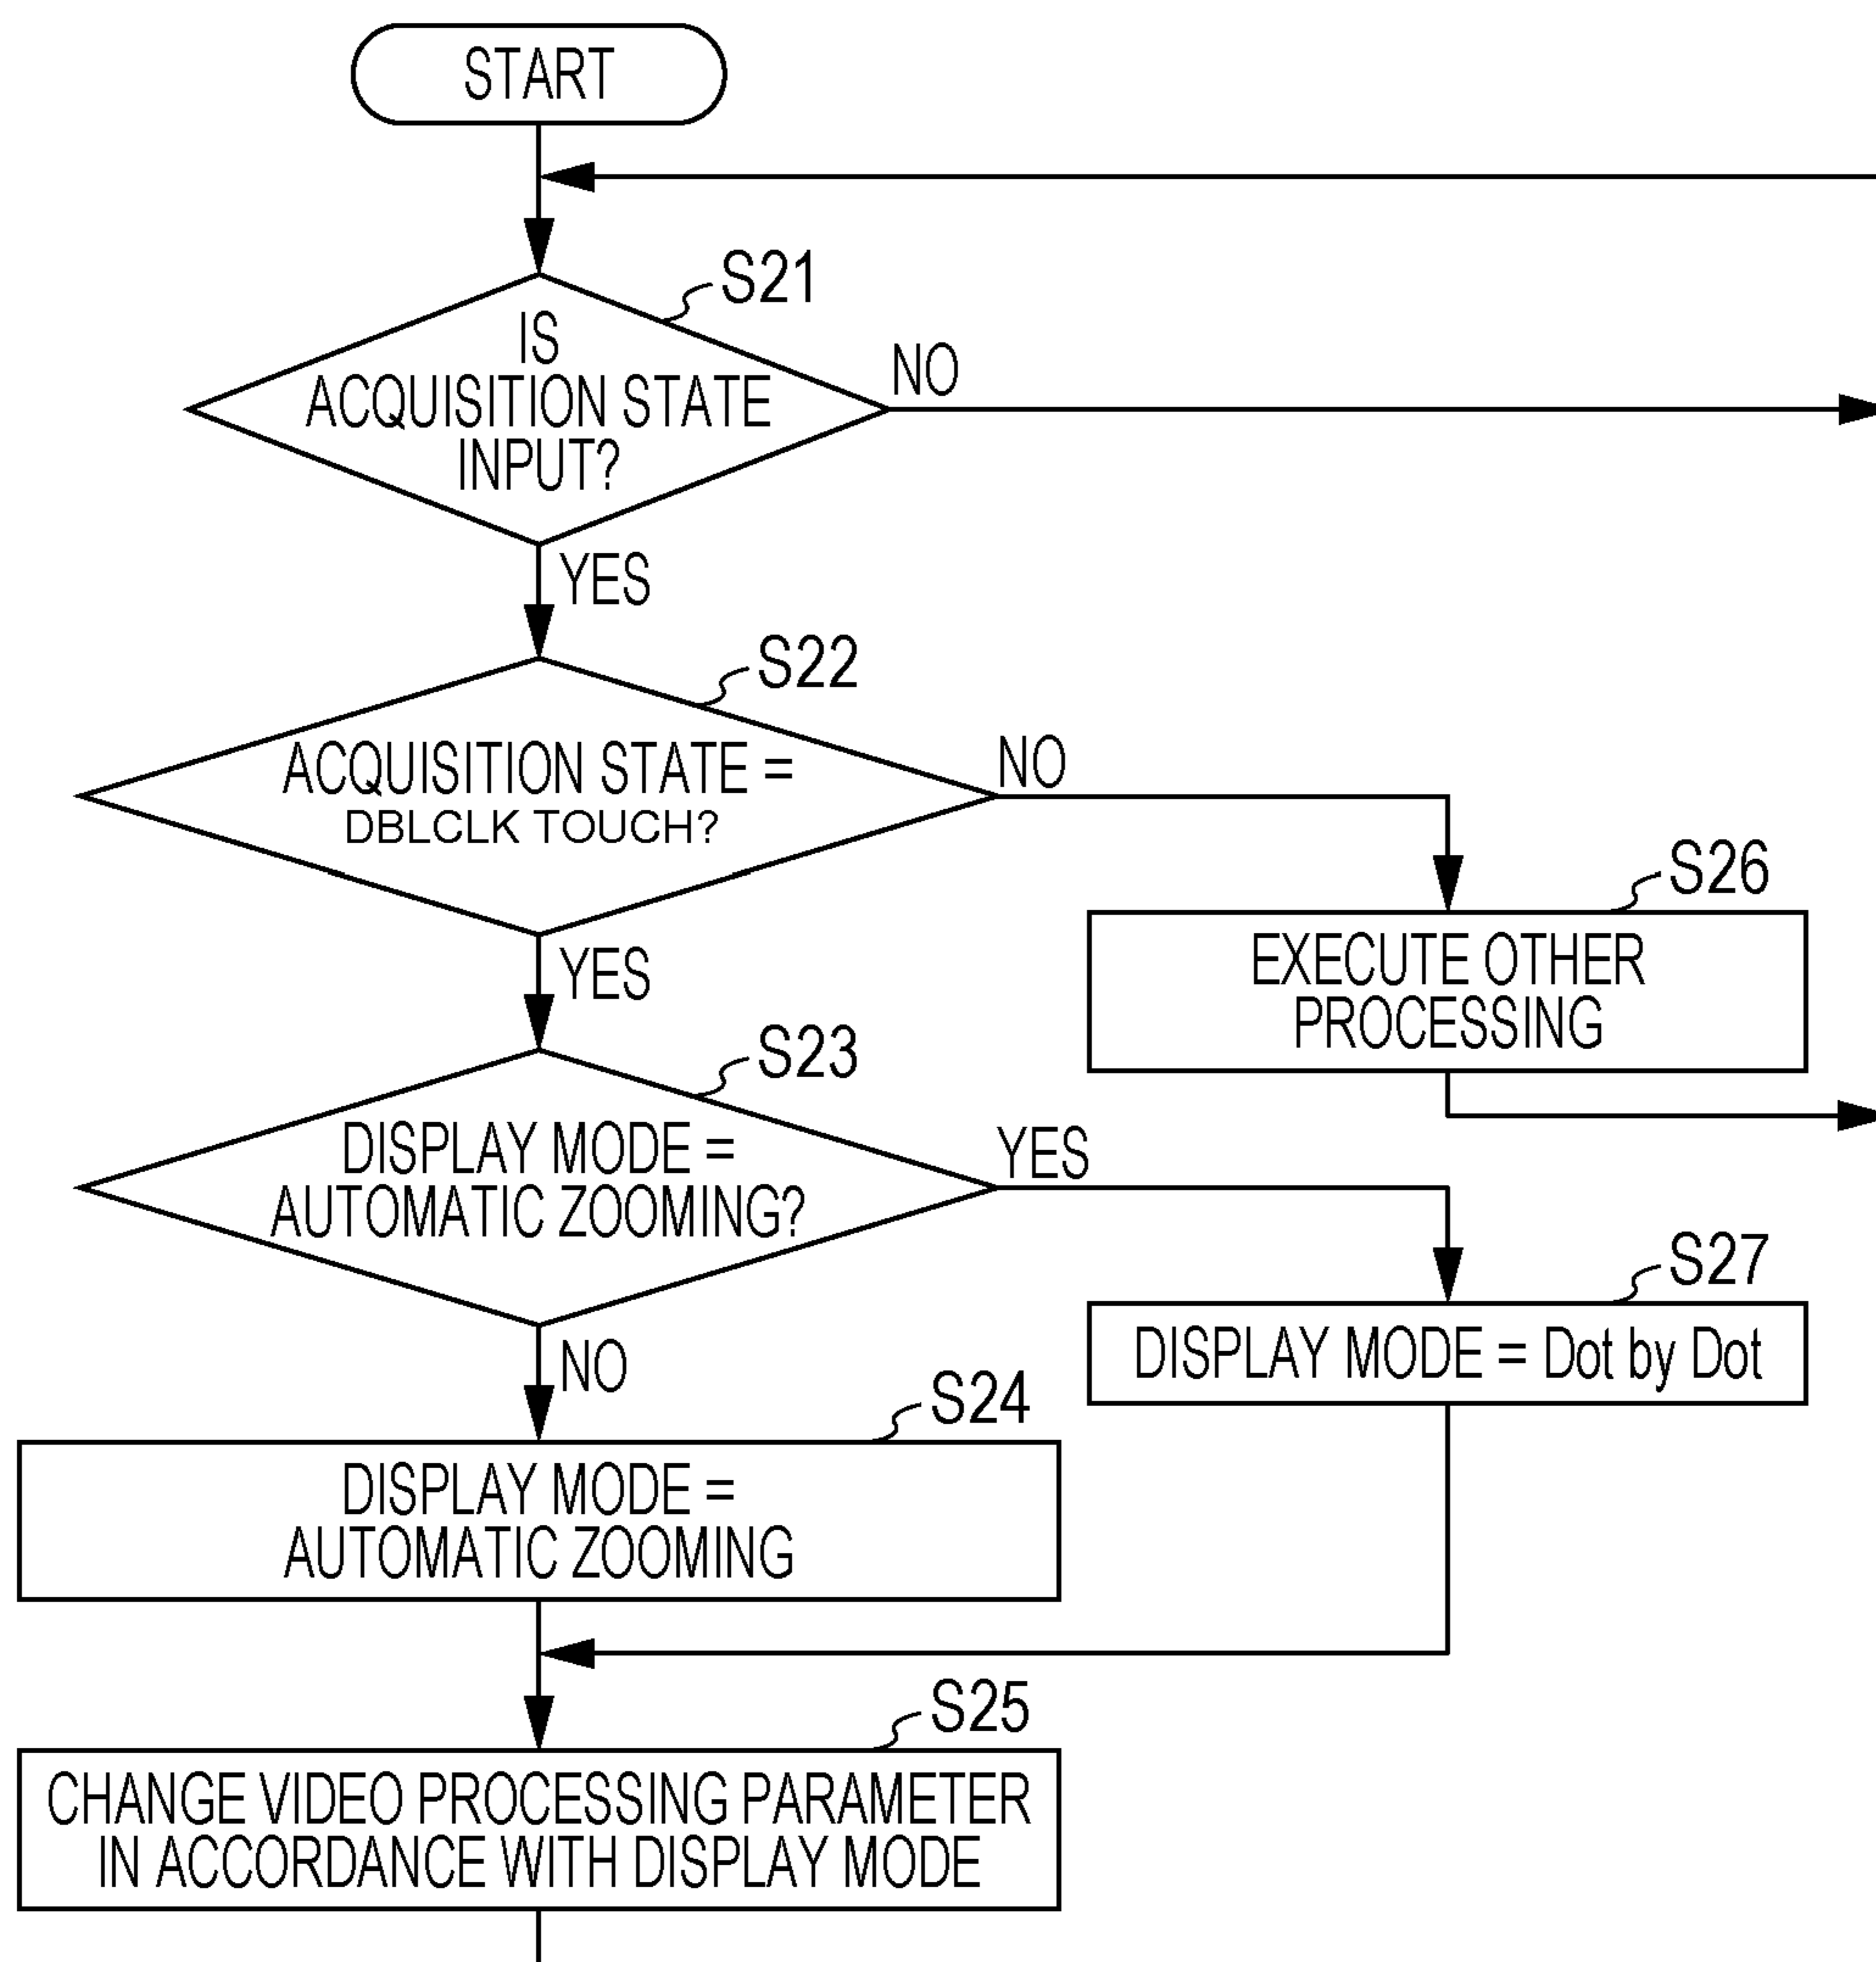 START
S21
IS
ACQUISITION STATE
INPUT?
NO
YES
S22
ACQUISITION STATE =
DBLCLK TOUCH?
NO
S26
EXECUTE OTHER
PROCESSING
YES
S23
DISPLAY MODE =
AUTOMATIC ZOOMING?
YES
S27
DISPLAY MODE = Dot by Dot
NO
S24
DISPLAY MODE =
AUTOMATIC ZOOMING
S25
CHANGE VIDEO PROCESSING PARAMETER
IN ACCORDANCE WITH DISPLAY MODE